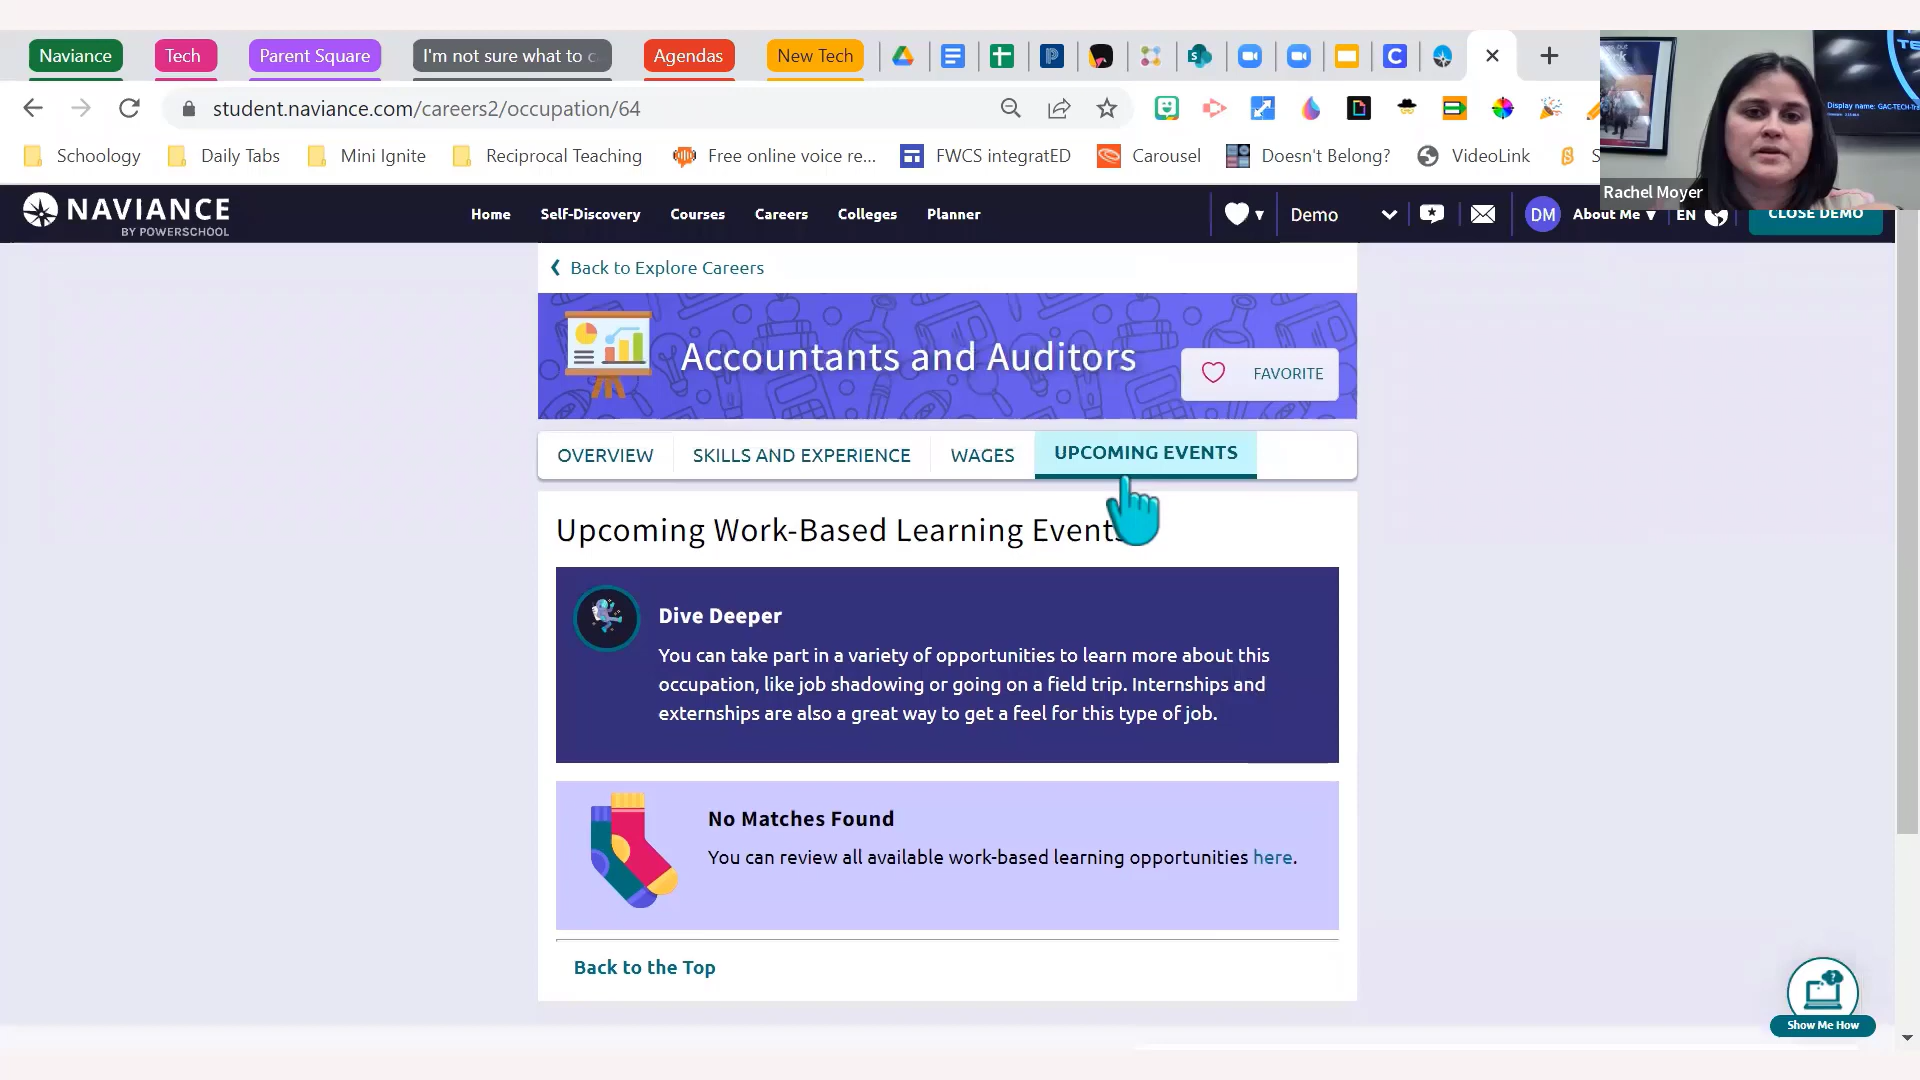 Naviance
Tech
Parent Square
I'm not sure what to c
Agendas
New Tech
student.naviance.com/careers2/occupation/64
Schoology
Daily Tabs
Mini Ignite
Reciprocal Teaching
Free online voice re...
FWCS integratED
Carousel
Doesn't Belong?
VideoLink
S
Rachel Moyer
NAVIANCE
BY POWERSCHOOL
Home
Self-Discovery
Courses
Careers
Colleges
Planner
Demo
DM
About Me
EN
CLOSE DEMO
Back to Explore Careers
Accountants and Auditors
FAVORITE
OVERVIEW
SKILLS AND EXPERIENCE
WAGES
UPCOMING EVENTS
Upcoming Work-Based Learning Events
Dive Deeper
You can take part in a variety of opportunities to learn more about this
occupation, like job shadowing or going on a field trip. Internships and
externships are also a great way to get a feel for this type of job.
No Matches Found
You can review all available work-based learning opportunities here.
Back to the Top
Show Me How